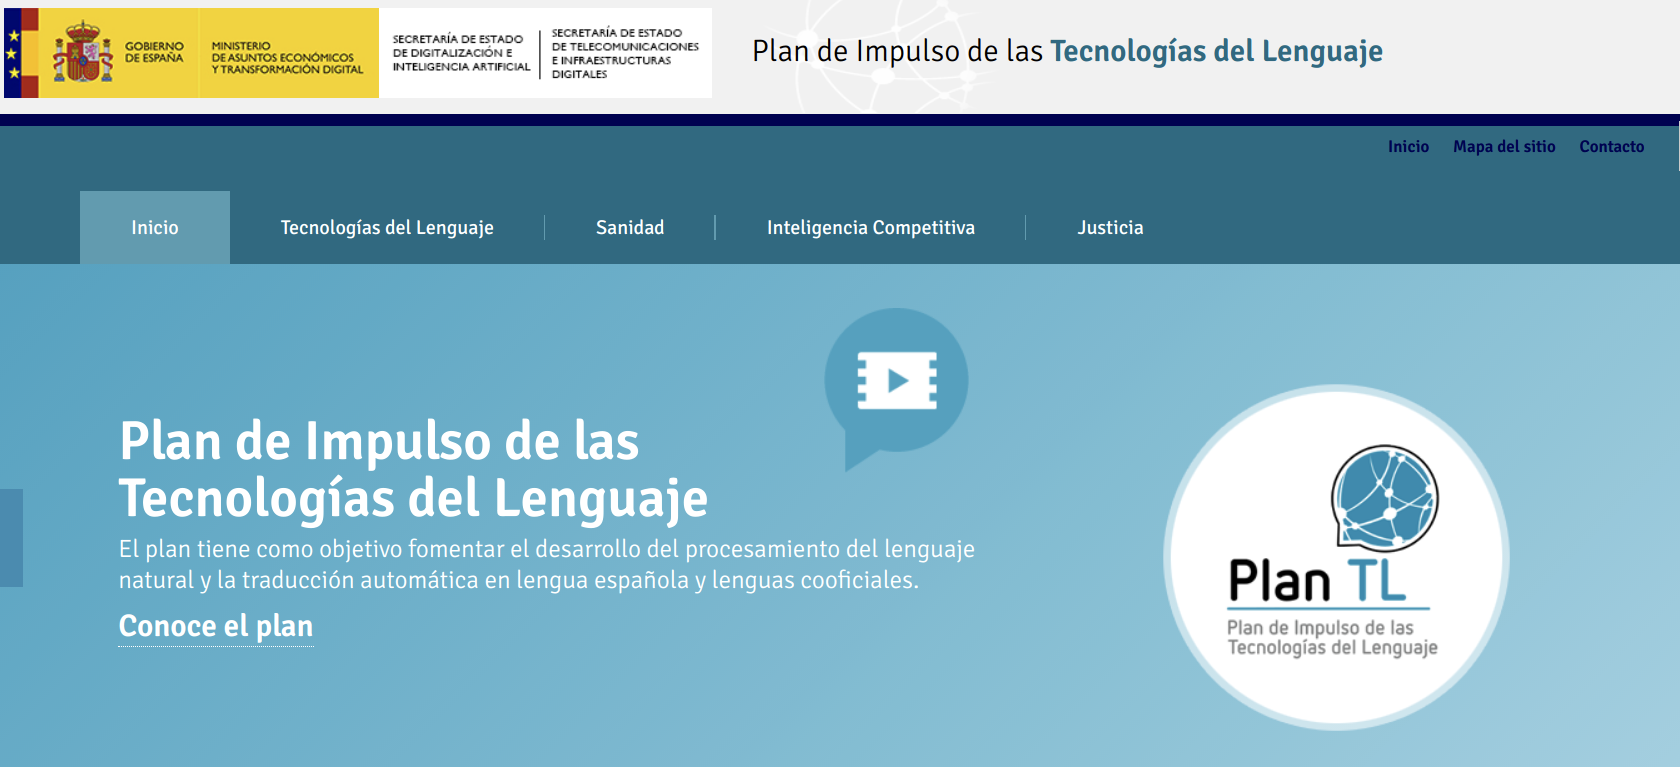 GOBIERNO
DE ESPAÑA
MINISTERIO
DE ASUNTOS ECONÓMICOS
Y TRANSFORMACIÓN DIGITAL
SECRETARÍA DE ESTADO
DE DIGITALIZACIÓN E
INTELIGENCIA ARTIFICIAL
SECRETARÍA DE ESTADO
DE TELECOMUNICACIONES
E INFRAESTRUCTURAS
DIGITALES
Plan de Impulso de las Tecnologías del Lenguaje
Inicio Mapa del sitio Contacto
Inicio Tecnologías del Lenguaje Sanidad Inteligencia Competitiva Justicia
Plan de Impulso de las
Tecnologías del Lenguaje
El plan tiene como objetivo fomentar el desarrollo del procesamiento del lenguaje
natural y la traducción automática en lengua española y lenguas cooficiales.
Conoce el plan
Plan TL
Plan de Impulso de las
Tecnologías del Lenguaje